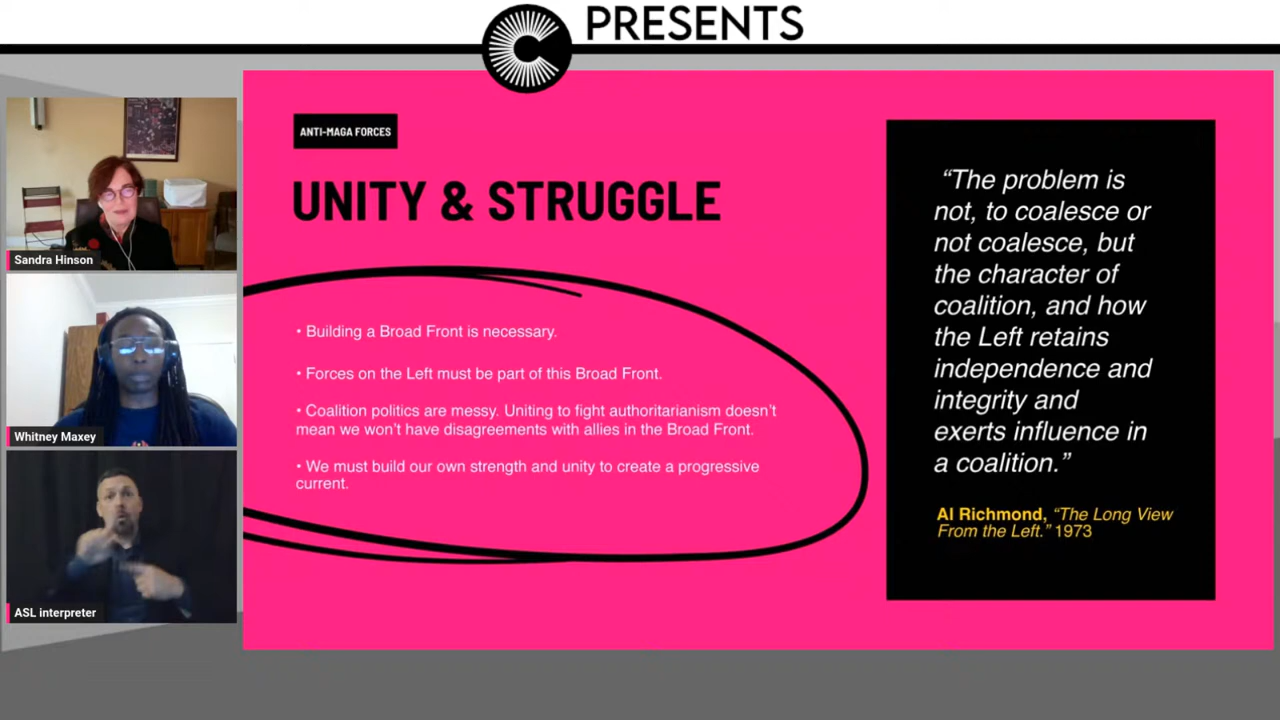 PRESENTS
ANTI-MAGA FORCES
UNITY & STRUGGLE
• Building a Broad Front is necessary.
• Forces on the Left must be part of this Broad Front.
• Coalition politics are messy. Uniting to fight authoritarianism doesn't
mean we won't have disagreements with allies in the Broad Front.
• We must build our own strength and unity to create a progressive
current.
“The problem is
not, to coalesce or
not coalesce, but
the character of
coalition, and how
the Left retains
independence and
integrity and
exerts influence in
a coalition.”
Al Richmond, “The Long View
From the Left.” 1973
Sandra Hinson
Whitney Maxey
ASL interpreter